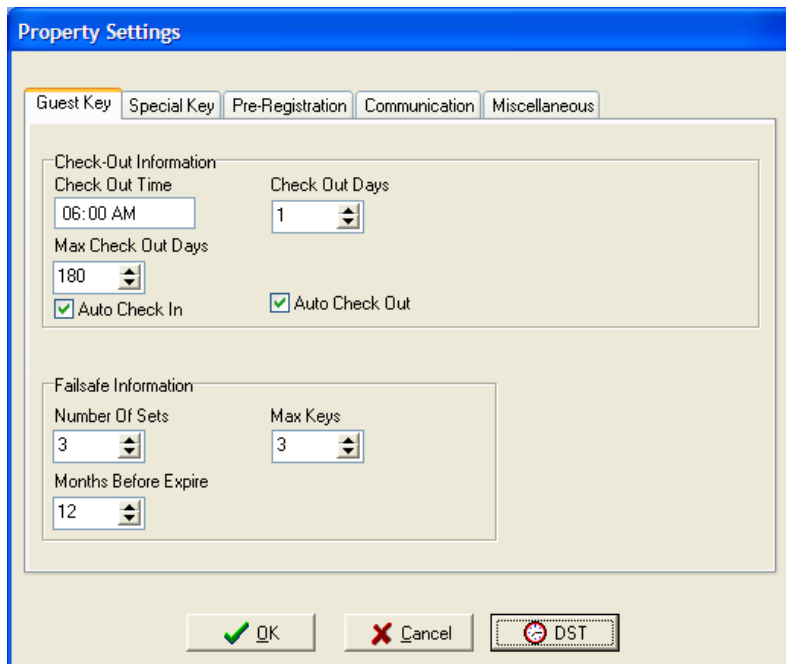 Property Settings
Guest Key Special Key Pre-Registration Communication Miscellaneous
Check-Out Information
Check Out Time Check Out Days
06:00 AM 1
Max Check Out Days
180
Auto Check In Auto Check Out
Failsafe Information
Number Of Sets Max Keys
3 3
Months Before Expire
12
OK Cancel DST